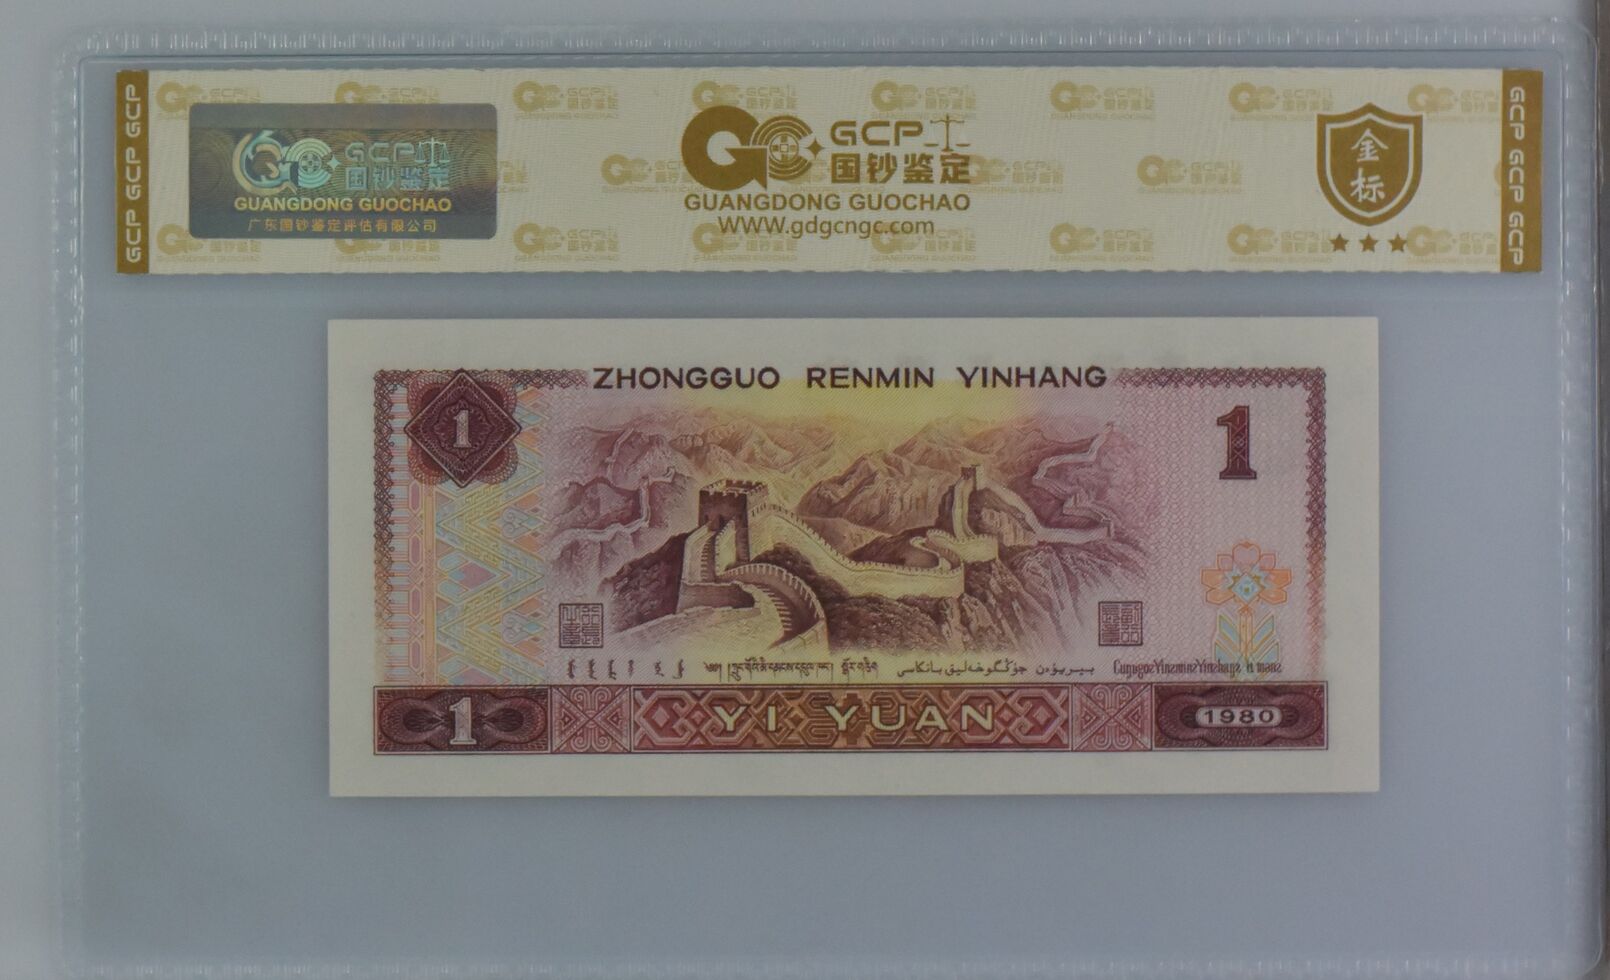 GCP GCP GCP
GCP
国钞鉴定
GUANGDONG GUOCHAO
广东国钞鉴定评估有限公司
GCP
国钞鉴定
GUANGDONG GUOCHAO
WWW.gdgcngc.com
金标
GCP GCP GCP
ZHONGGUO RENMIN YINHANG
1
1
1
YI YUAN
1980